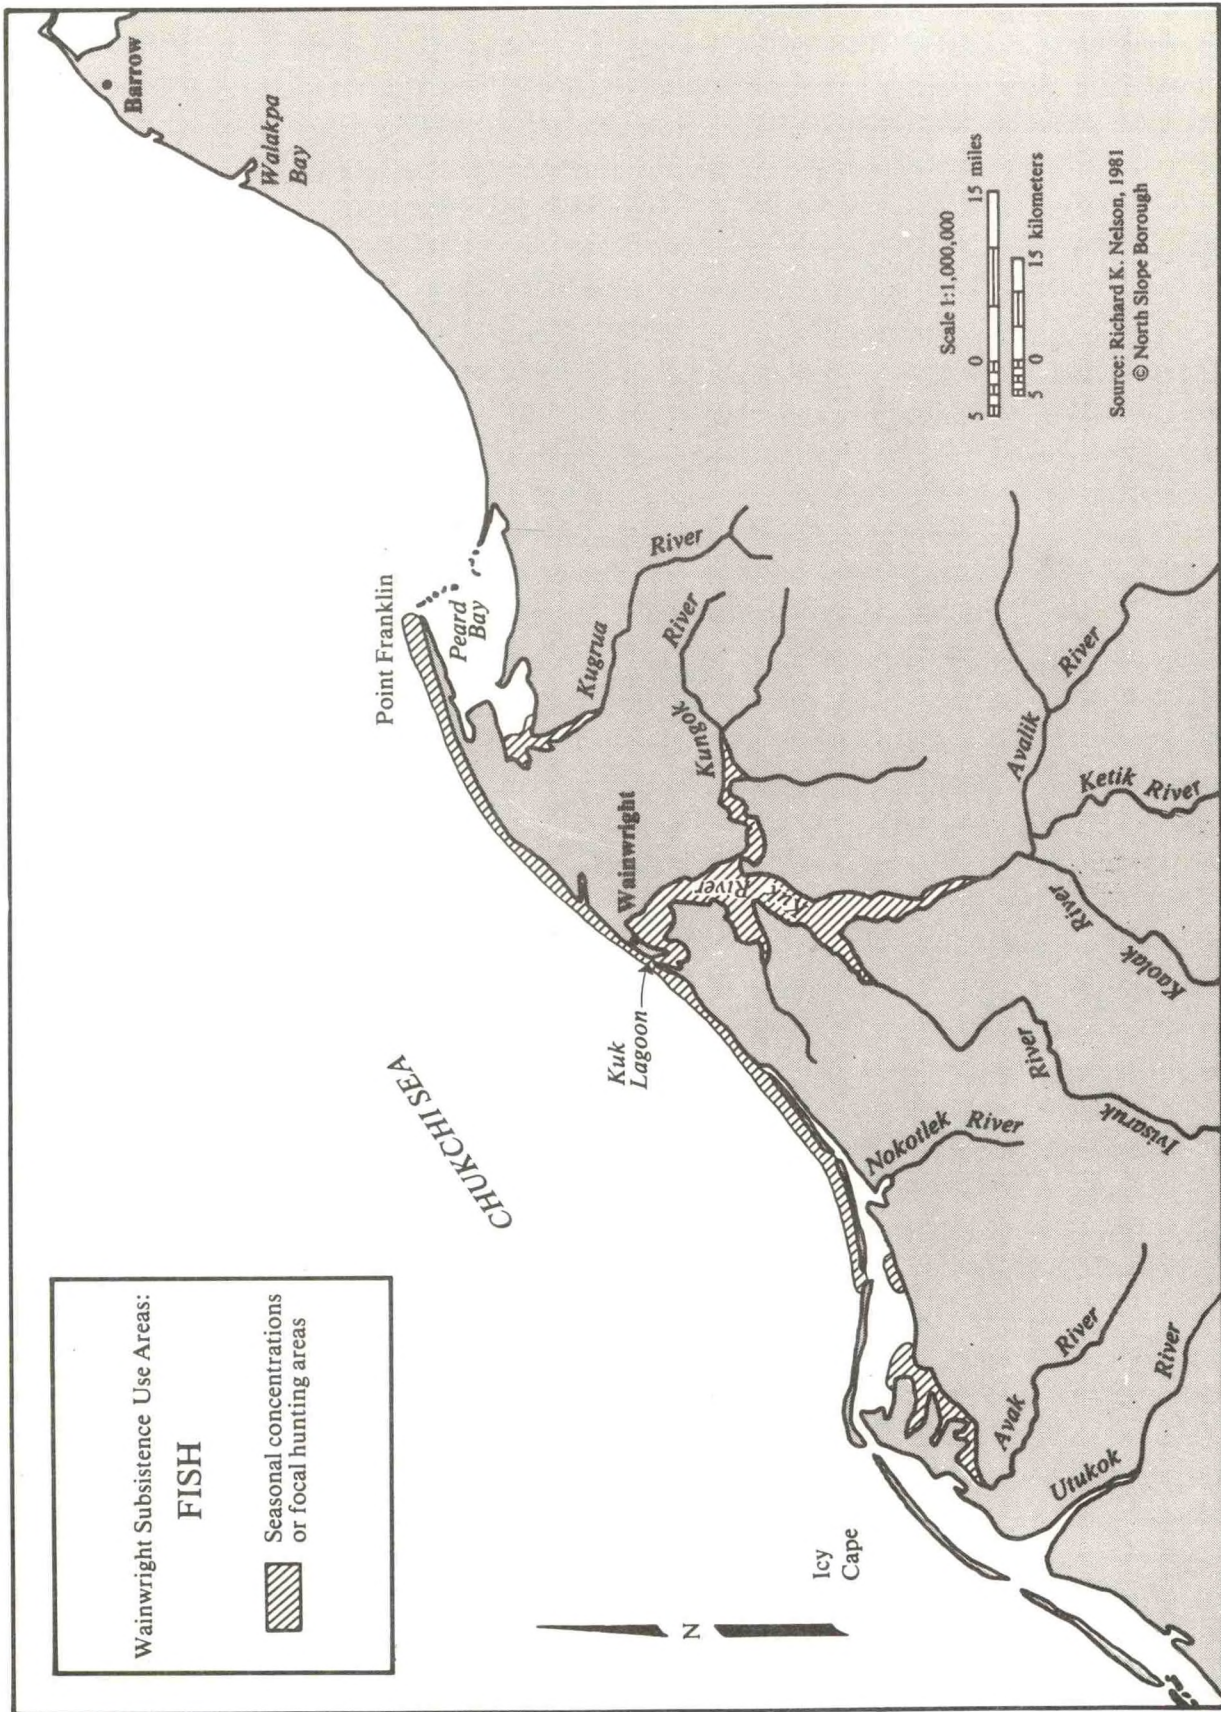 Wainwright Subsistence Use Areas:
FISH
Seasonal concentrations
or focal hunting areas
N
CHUKCHI SEA
Icy
Cape
Point Franklin
Peard
Bay
Barrow
Walakpa
Bay
Wainwright
Kuk
Lagoon
Kuk
River
Kungok
River
Kugrua
River
Avalik
River
Ketik River
Kaolak
River
Ivisaruk
River
Nokotlek River
Avak
River
Utukok
River
Scale 1:1,000,000
5 0 15 miles
5 0 15 kilometers
Source: Richard K. Nelson, 1981
© North Slope Borough